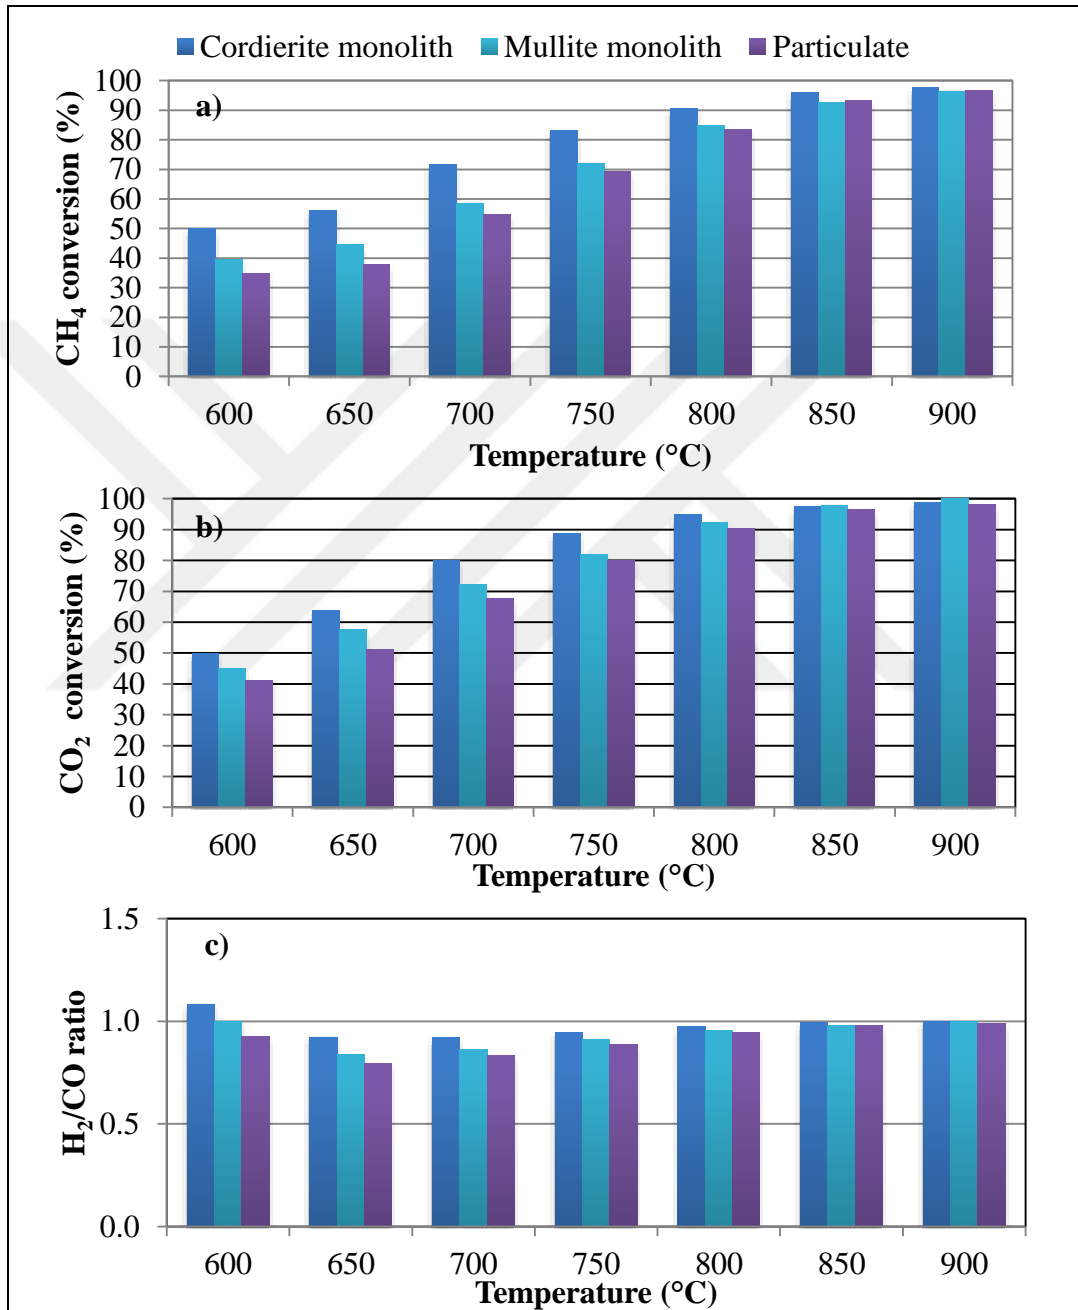 Cordierite monolith Mullite monolith Particulate
a)
CH₄ conversion (%)
100
90
80
70
60
50
40
30
20
10
0
600 650 700 750 800 850 900
Temperature (°C)
b)
CO₂ conversion (%)
100
90
80
70
60
50
40
30
20
10
0
600 650 700 750 800 850 900
Temperature (°C)
c)
H₂/CO ratio
1.5
1.0
0.5
0.0
600 650 700 750 800 850 900
Temperature (°C)